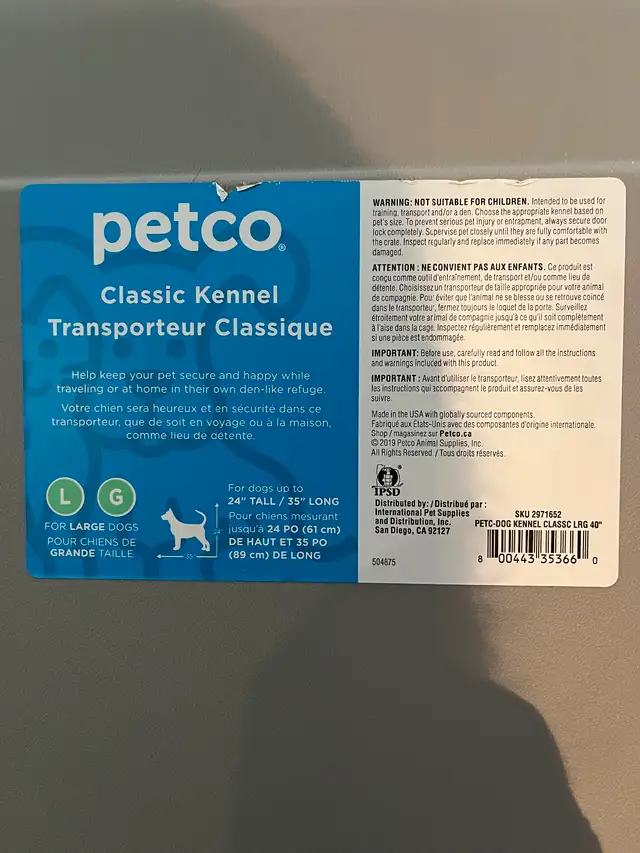 petco®
Classic Kennel
Transporteur Classique
Help keep your pet secure and happy while
traveling or at home in their own den-like refuge.
Votre chien sera heureux et en sécurité dans ce
transporteur, que de soit en voyage ou à la maison,
comme lieu de détente.
L G
FOR LARGE DOGS
POUR CHIENS DE
GRANDE TAILLE
24"
35"
For dogs up to
24" TALL / 35" LONG
Pour chiens mesurant
jusqu'à 24 PO (61 cm)
DE HAUT ET 35 PO
(89 cm) DE LONG
WARNING: NOT SUITABLE FOR CHILDREN. Intended to be used for
training, transport and/or a den. Choose the appropriate kennel based on
pet's size. To prevent serious pet injury or entrapment, always secure door
lock completely. Supervise pet closely until they are fully comfortable with
the crate. Inspect regularly and replace immediately if any part becomes
damaged.
ATTENTION : NE CONVIENT PAS AUX ENFANTS. Ce produit est
conçu comme outil d'entraînement, de transport et/ou comme lieu de
détente. Choisissez un transporteur de taille appropriée pour votre animal
de compagnie. Pour éviter que l'animal ne se blesse ou se retrouve coincé
dans le transporteur, fermez toujours le loquet de la porte. Surveillez
étroitement votre animal de compagnie jusqu'à ce qu'il soit complètement
à l'aise dans la cage. Inspectez régulièrement et remplacez immédiatement
si une pièce est endommagée.
IMPORTANT: Before use, carefully read and follow all the instructions
and warnings included with this product.
IMPORTANT : Avant d'utiliser le transporteur, lisez attentivement toutes
les instructions qui accompagnent le produit et assurez-vous de les
suivre.
Made in the USA with globally sourced components.
Fabriqué aux États-Unis avec des composantes d'origine internationale.
Shop / magasinez sur Petco.ca
© 2019 Petco Animal Supplies, Inc.
All Rights Reserved. / Tous droits réservés.
IPSD
Distributed by: / Distribué par :
International Pet Supplies
and Distribution, Inc.
San Diego, CA 92127
504875
SKU 2971652
PETC-DOG KENNEL CLASSC LRG 40"
8 00443 35366 0